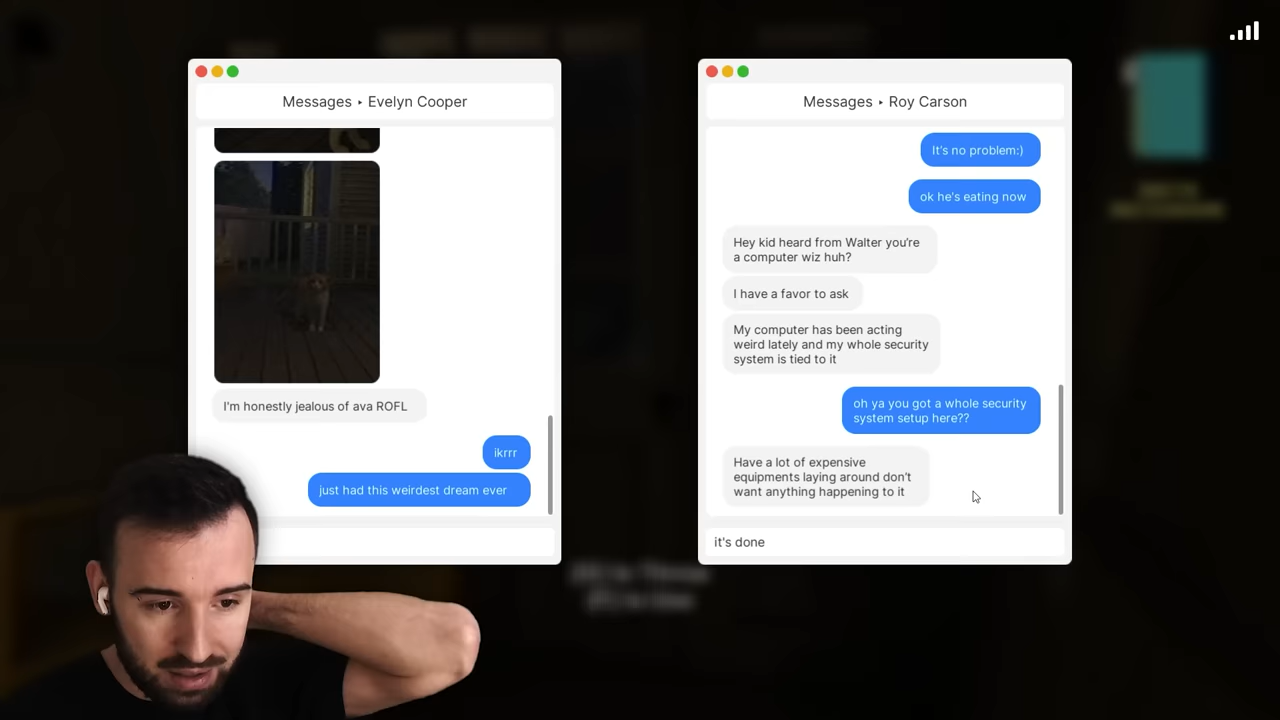 Messages ▸ Evelyn Cooper
I'm honestly jealous of ava ROFL
ikrrr
just had this weirdest dream ever
Messages ▸ Roy Carson
It's no problem:)
ok he's eating now
Hey kid heard from Walter you're
a computer wiz huh?
I have a favor to ask
My computer has been acting
weird lately and my whole security
system is tied to it
oh ya you got a whole security
system setup here??
Have a lot of expensive
equipments laying around don't
want anything happening to it
it's done